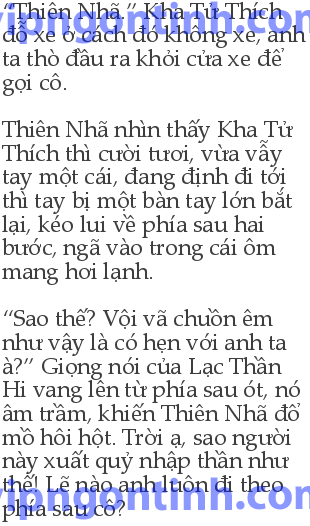 “Thiên Nhã.” Kha Tử Thích
đỗ xe ở cách đó không xe, anh
ta thò đầu ra khỏi cửa xe để
gọi cô.
Thiên Nhã nhìn thấy Kha Tử
Thích thì cười tươi, vừa vẫy
tay một cái, đang định đi tới
thì tay bị một bàn tay lớn bắt
lại, kéo lui về phía sau hai
bước, ngã vào trong cái ôm
mang hơi lạnh.
“Sao thế? Vội vã chuồn êm
như vậy là có hẹn với anh ta
à?” Giọng nói của Lạc Thần
Hi vang lên từ phía sau ót, nó
âm trầm, khiến Thiên Nhã đổ
mồ hôi hột. Trời ạ, sao người
này xuất quỷ nhập thần như
thế! Lẽ nào anh luôn đi theo
phía sau cô?
vipngontinh.com
vipngontinh.com